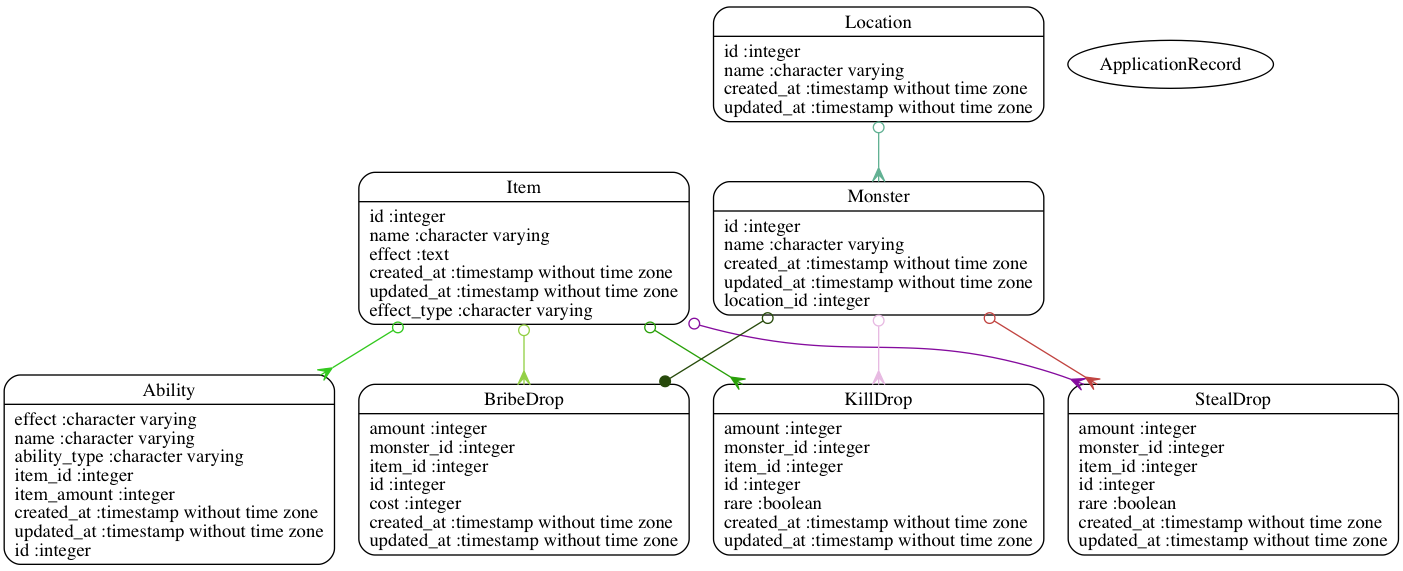 Location
id :integer
name :character varying
created_at :timestamp without time zone
updated_at :timestamp without time zone
ApplicationRecord
Item
id :integer
name :character varying
effect :text
created_at :timestamp without time zone
updated_at :timestamp without time zone
effect_type :character varying
Monster
id :integer
name :character varying
created_at :timestamp without time zone
updated_at :timestamp without time zone
location_id :integer
Ability
effect :character varying
name :character varying
ability_type :character varying
item_id :integer
item_amount :integer
created_at :timestamp without time zone
updated_at :timestamp without time zone
id :integer
BribeDrop
amount :integer
monster_id :integer
item_id :integer
id :integer
cost :integer
created_at :timestamp without time zone
updated_at :timestamp without time zone
KillDrop
amount :integer
monster_id :integer
item_id :integer
id :integer
rare :boolean
created_at :timestamp without time zone
updated_at :timestamp without time zone
StealDrop
amount :integer
monster_id :integer
item_id :integer
id :integer
rare :boolean
created_at :timestamp without time zone
updated_at :timestamp without time zone